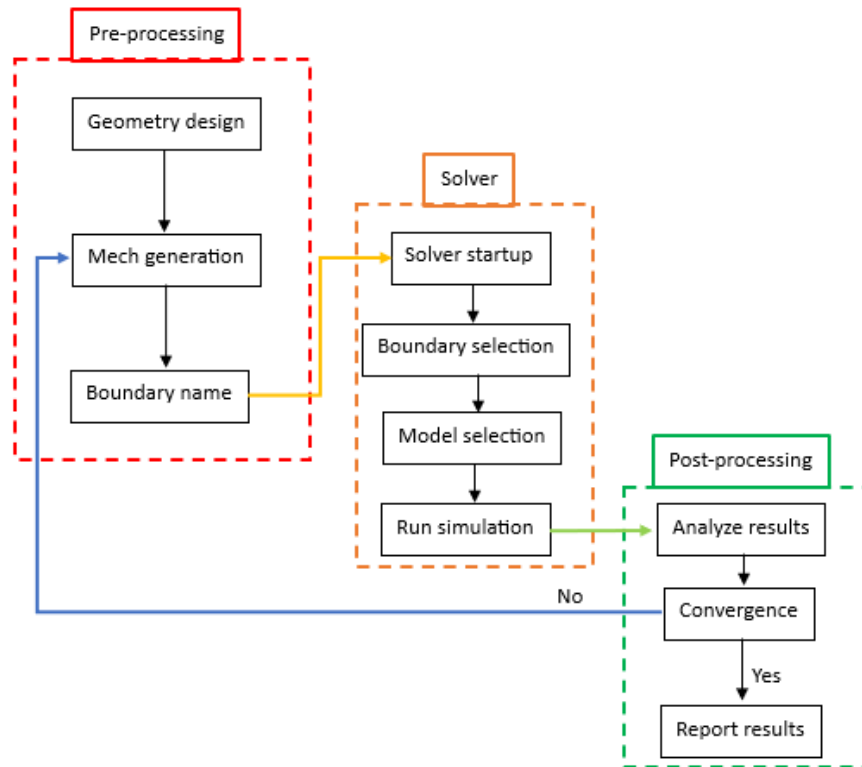 Pre-processing
Geometry design
Mech generation
Boundary name
Solver
Solver startup
Boundary selection
Model selection
Run simulation
Post-processing
Analyze results
Convergence
No
Yes
Report results